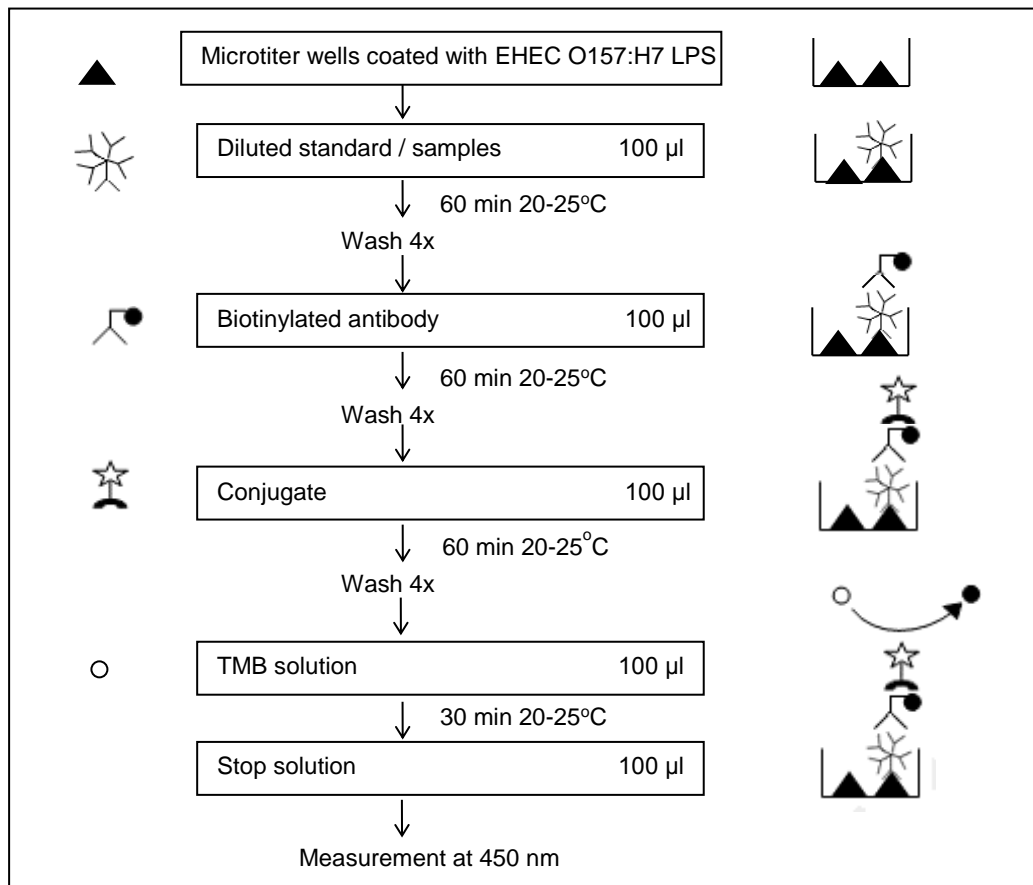 Microtiter wells coated with EHEC O157:H7 LPS
Diluted standard / samples 100 µl
60 min 20-25°C
Wash 4x
Biotinylated antibody 100 µl
60 min 20-25°C
Wash 4x
Conjugate 100 µl
60 min 20-25°C
Wash 4x
TMB solution 100 µl
30 min 20-25°C
Stop solution 100 µl
Measurement at 450 nm